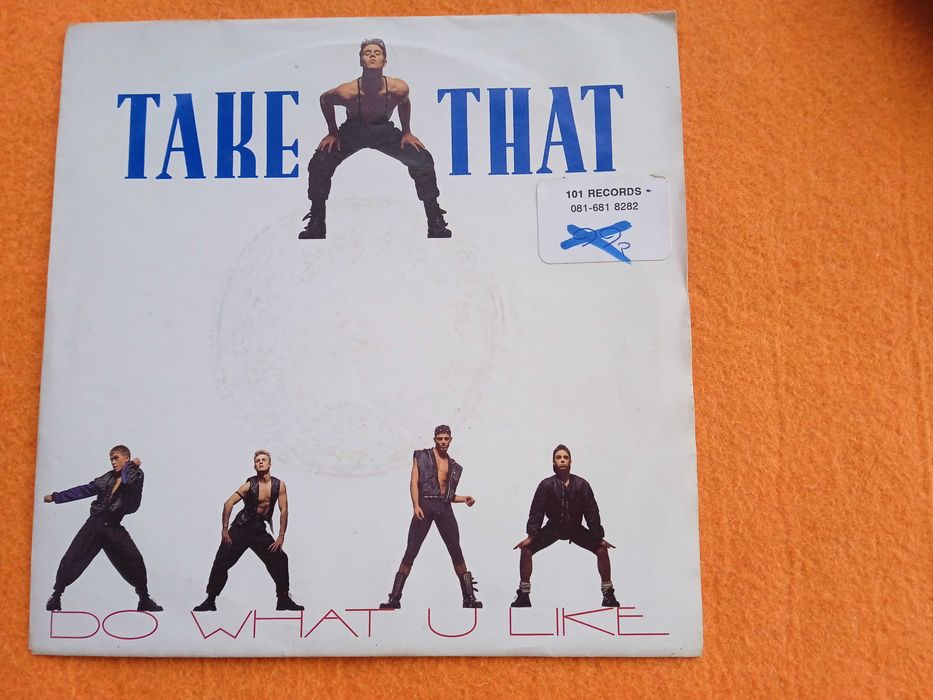 TAKE THAT
101 RECORDS
081-681 8282
DO WHAT U LIKE